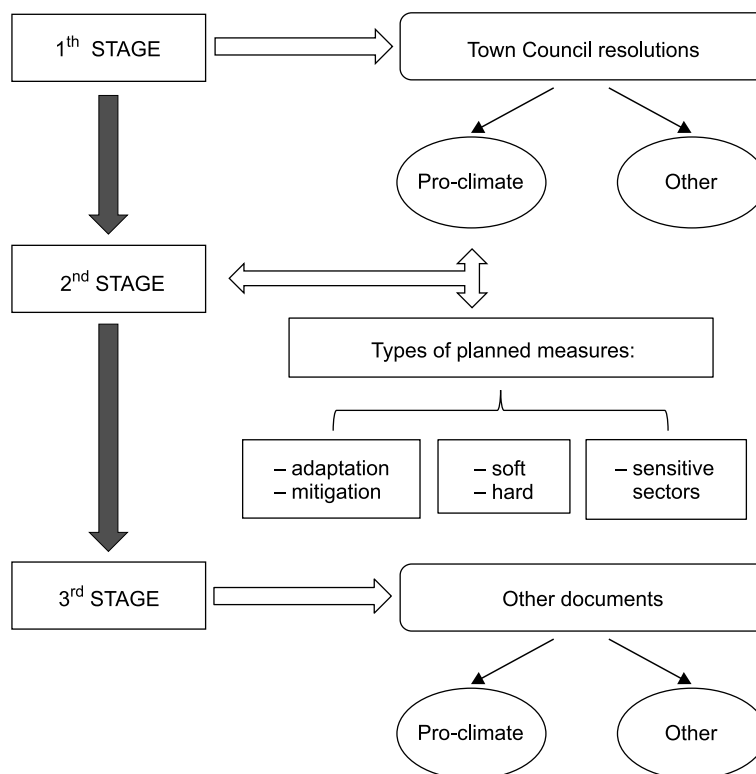 1th STAGE
Town Council resolutions
Pro-climate
Other
2nd STAGE
Types of planned measures:
– adaptation
– mitigation
– soft
– hard
– sensitive
sectors
3rd STAGE
Other documents
Pro-climate
Other